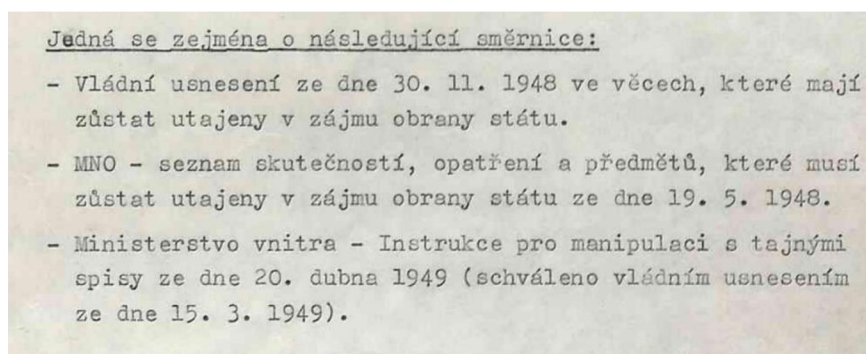 Jedná se zejména o následující směrnice:
- Vládní usnesení ze dne 30. 11. 1948 ve věcech, které mají
zůstat utajeny v zájmu obrany státu.
- MNO - seznam skutečností, opatření a předmětů, které musí
zůstat utajeny v zájmu obrany státu ze dne 19. 5. 1948.
- Ministerstvo vnitra - Instrukce pro manipulaci s tajnými
spisy ze dne 20. dubna 1949 (schváleno vládním usnesením
ze dne 15. 3. 1949).